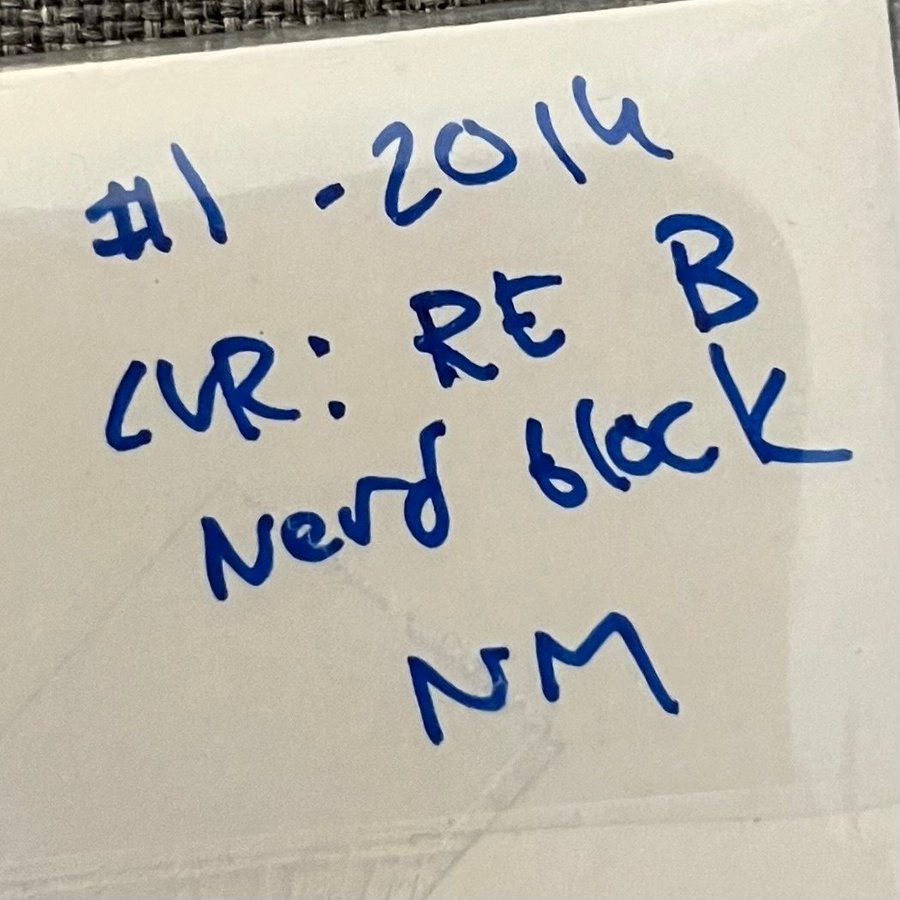 #1 - 2014
CVR: RE B
Nerd block
NM